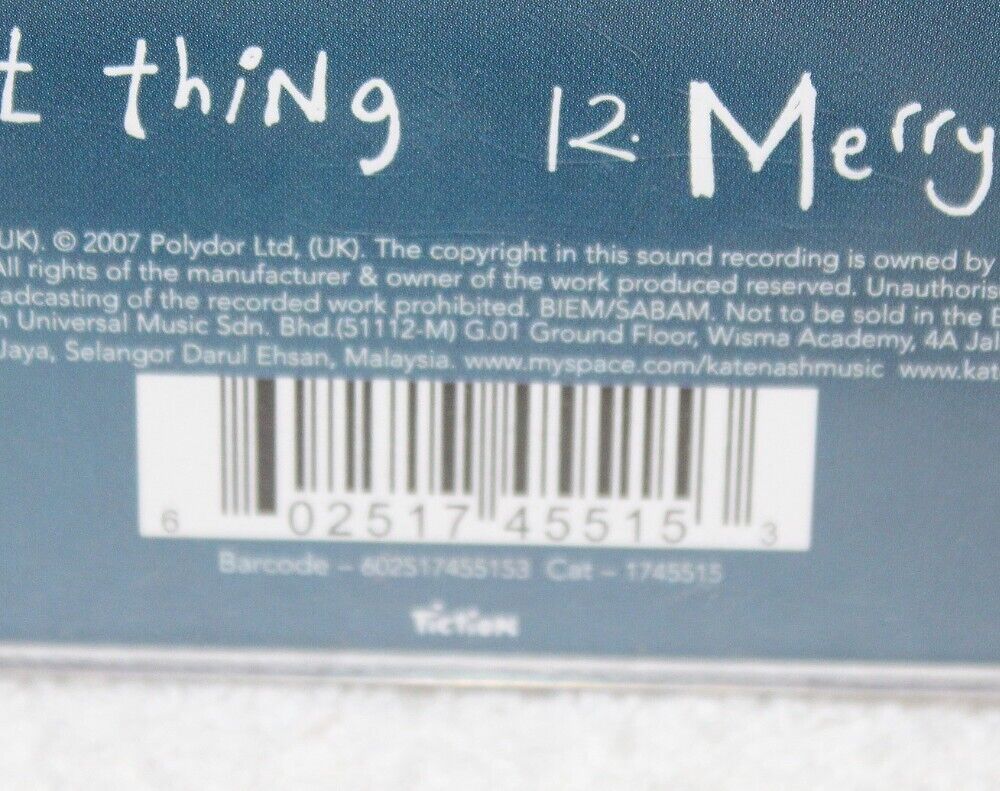 t thing 12. Merry
UK). © 2007 Polydor Ltd, (UK). The copyright in this sound recording is owned by
All rights of the manufacturer & owner of the work produced reserved. Unauthoris
adcasting of the recorded work prohibited. BIEM/SABAM. Not to be sold in the E
n Universal Music Sdn. Bhd.(51112-M) G.01 Ground Floor, Wisma Academy, 4A Jal
Jaya, Selangor Darul Ehsan, Malaysia. www.myspace.com/katenashmusic www.kat
6 02517 45515 3
Barcode – 602517455153 Cat – 1745515
Fiction